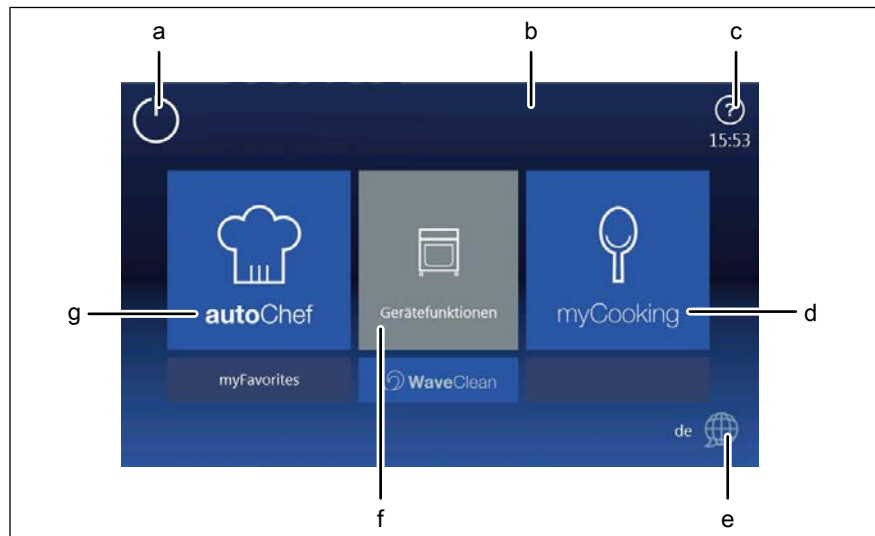 a
b
c
?
15:53
g
autoChef
Gerätefunktionen
myCooking
d
myFavorites
WaveClean
de
f
e